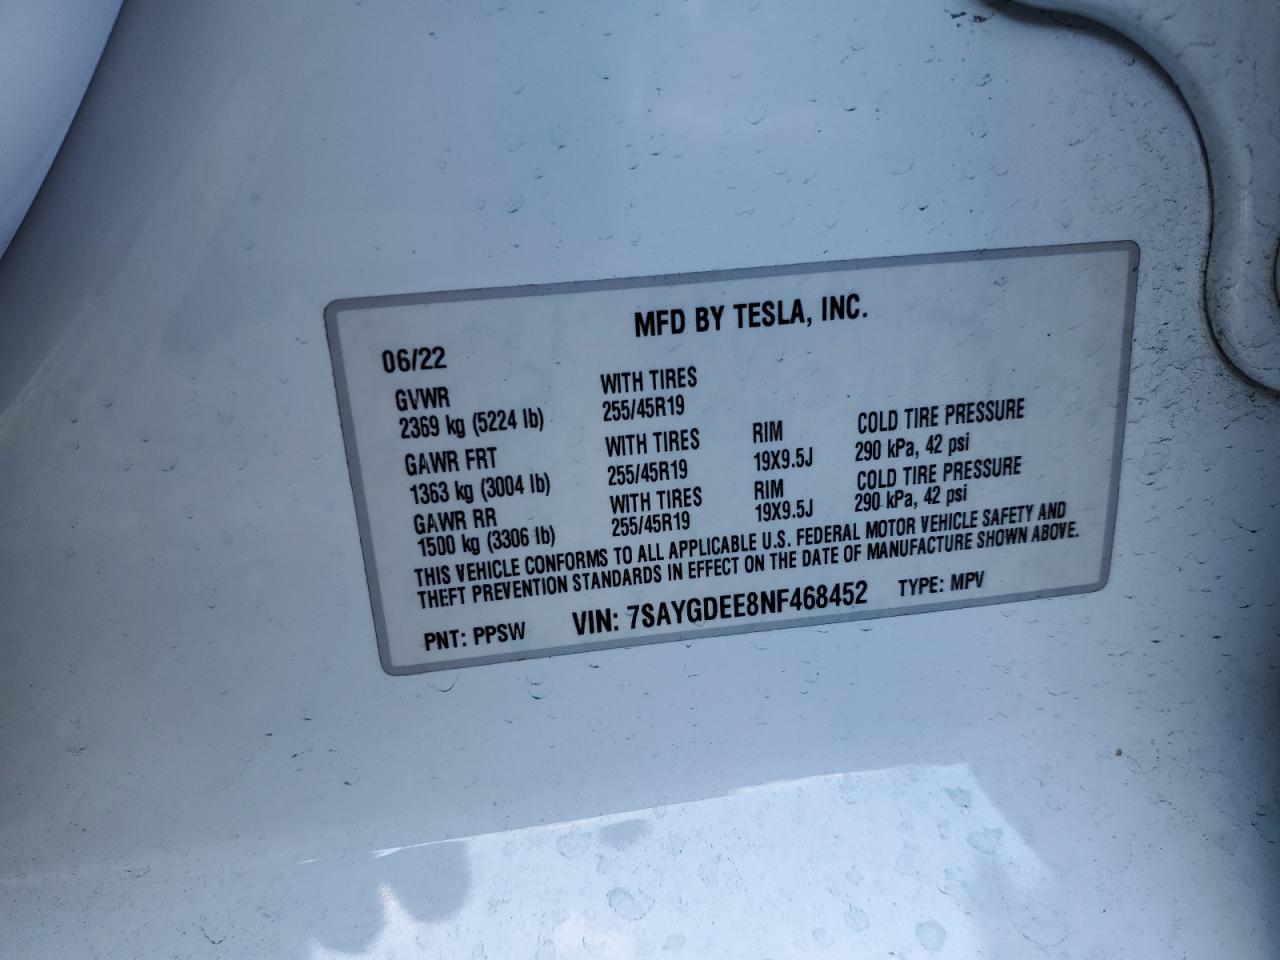 MFD BY TESLA, INC.
06/22
GVWR WITH TIRES
2369 kg (5224 lb) 255/45R19
GAWR FRT WITH TIRES RIM COLD TIRE PRESSURE
1363 kg (3004 lb) 255/45R19 19X9.5J 290 kPa, 42 psi
GAWR RR WITH TIRES RIM COLD TIRE PRESSURE
1500 kg (3306 lb) 255/45R19 19X9.5J 290 kPa, 42 psi
THIS VEHICLE CONFORMS TO ALL APPLICABLE U.S. FEDERAL MOTOR VEHICLE SAFETY AND
THEFT PREVENTION STANDARDS IN EFFECT ON THE DATE OF MANUFACTURE SHOWN ABOVE.
PNT: PPSW VIN: 7SAYGDEE8NF468452 TYPE: MPV